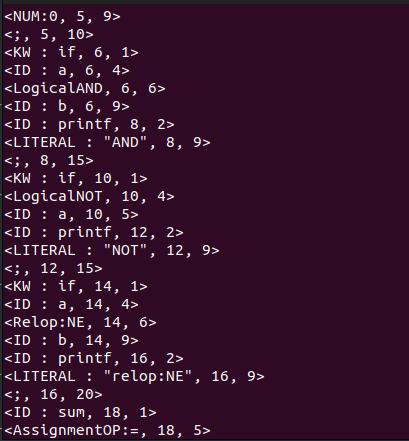 <NUM:0, 5, 9>
<;, 5, 10>
<KW : if, 6, 1>
<ID : a, 6, 4>
<LogicalAND, 6, 6>
<ID : b, 6, 9>
<ID : printf, 8, 2>
<LITERAL : "AND", 8, 9>
<;, 8, 15>
<KW : if, 10, 1>
<LogicalNOT, 10, 4>
<ID : a, 10, 5>
<ID : printf, 12, 2>
<LITERAL : "NOT", 12, 9>
<;, 12, 15>
<KW : if, 14, 1>
<ID : a, 14, 4>
<Relop:NE, 14, 6>
<ID : b, 14, 9>
<ID : printf, 16, 2>
<LITERAL : "relop:NE", 16, 9>
<;, 16, 20>
<ID : sum, 18, 1>
<AssignmentOP:=, 18, 5>